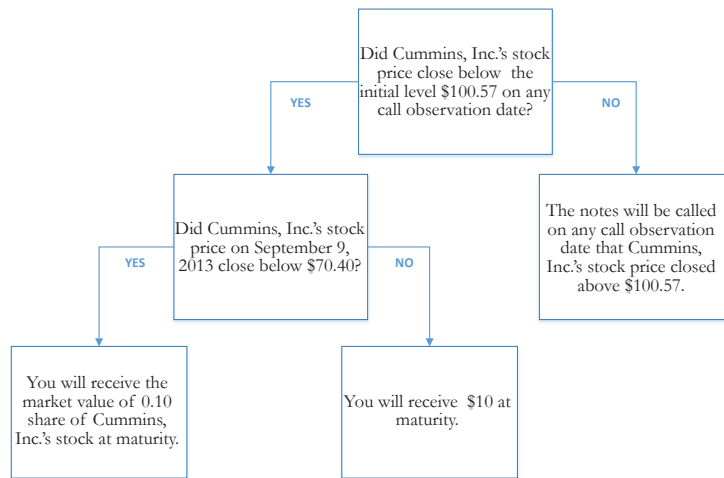 Did Cummins, Inc.'s stock
price close below the
initial level $100.57 on any
call observation date?
YES
NO
Did Cummins, Inc.'s stock
price on September 9,
2013 close below $70.40?
The notes will be called
on any call observation
date that Cummins,
Inc.'s stock price closed
above $100.57.
YES
NO
You will receive the
market value of 0.10
share of Cummins,
Inc.'s stock at maturity.
You will receive $10 at
maturity.